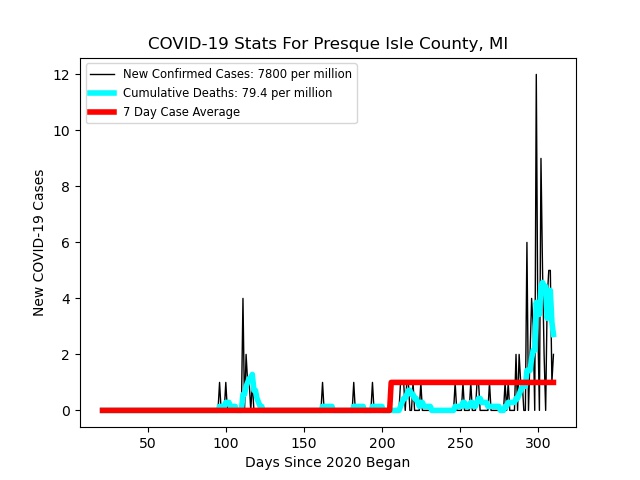 COVID-19 Stats For Presque Isle County, MI
New Confirmed Cases: 7800 per million
Cumulative Deaths: 79.4 per million
7 Day Case Average
New COVID-19 Cases
12
10
8
6
4
2
0
50 100 150 200 250 300
Days Since 2020 Began